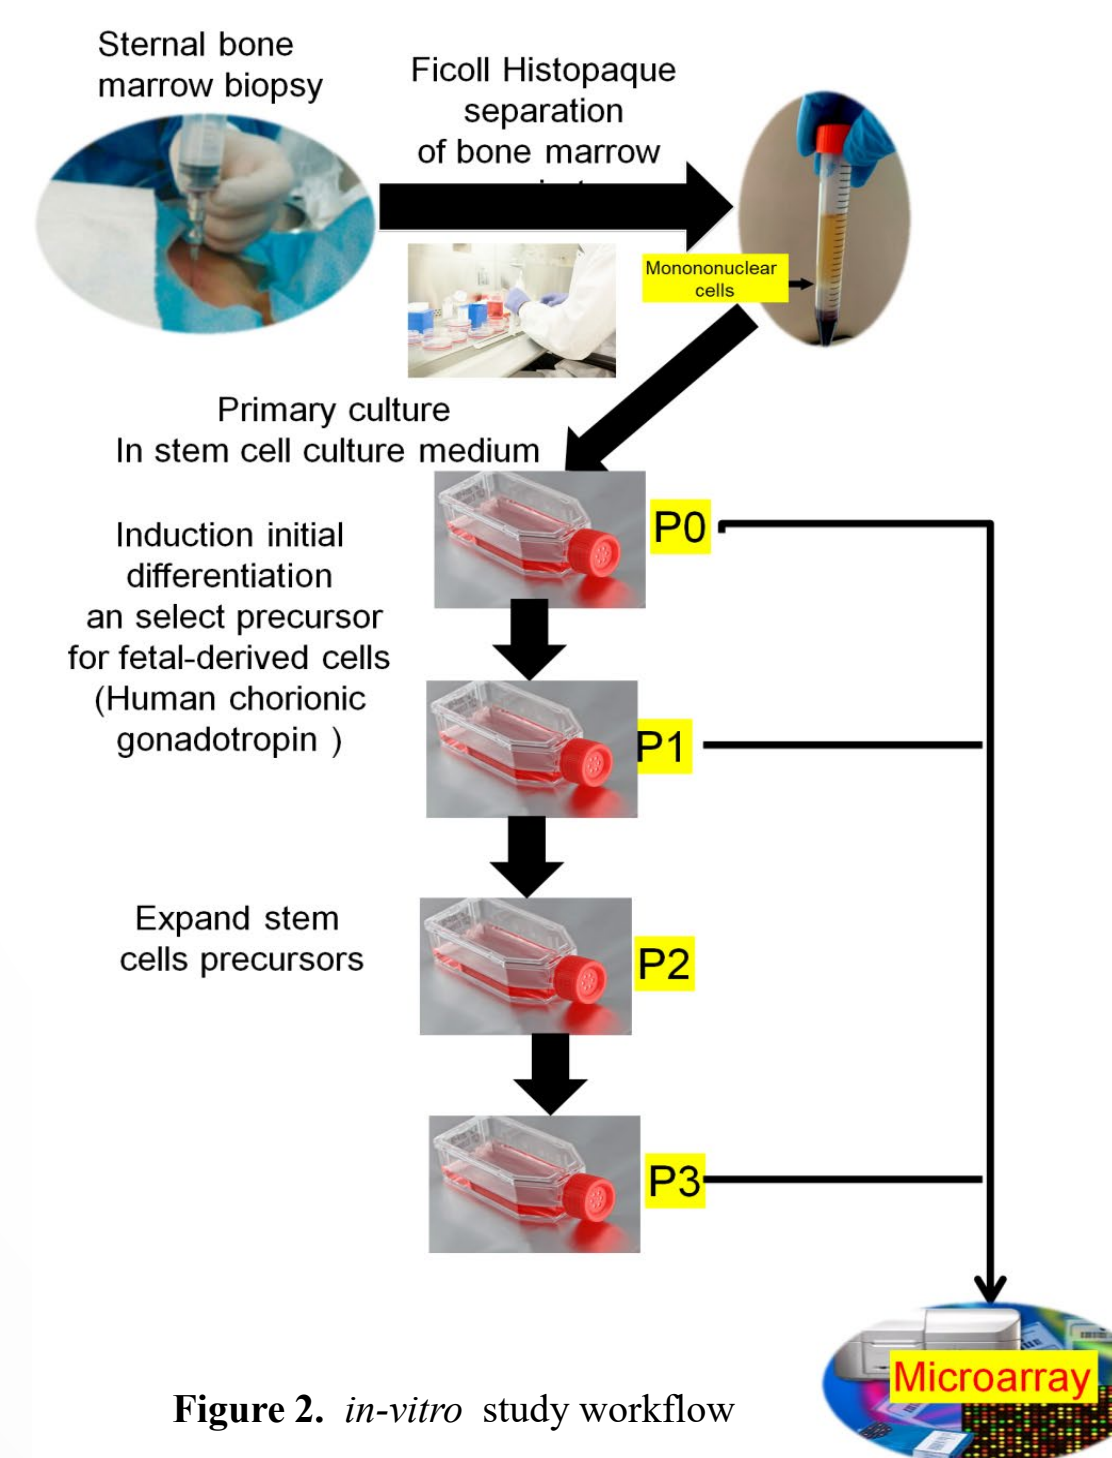 Sternal bone
marrow biopsy
Ficoll Histopaque
separation
of bone marrow
Monononuclear
cells
Primary culture
In stem cell culture medium
P0
Induction initial
differentiation
an select precursor
for fetal-derived cells
(Human chorionic
gonadotropin )
P1
Expand stem
cells precursors
P2
P3
Microarray
Figure 2. in-vitro study workflow